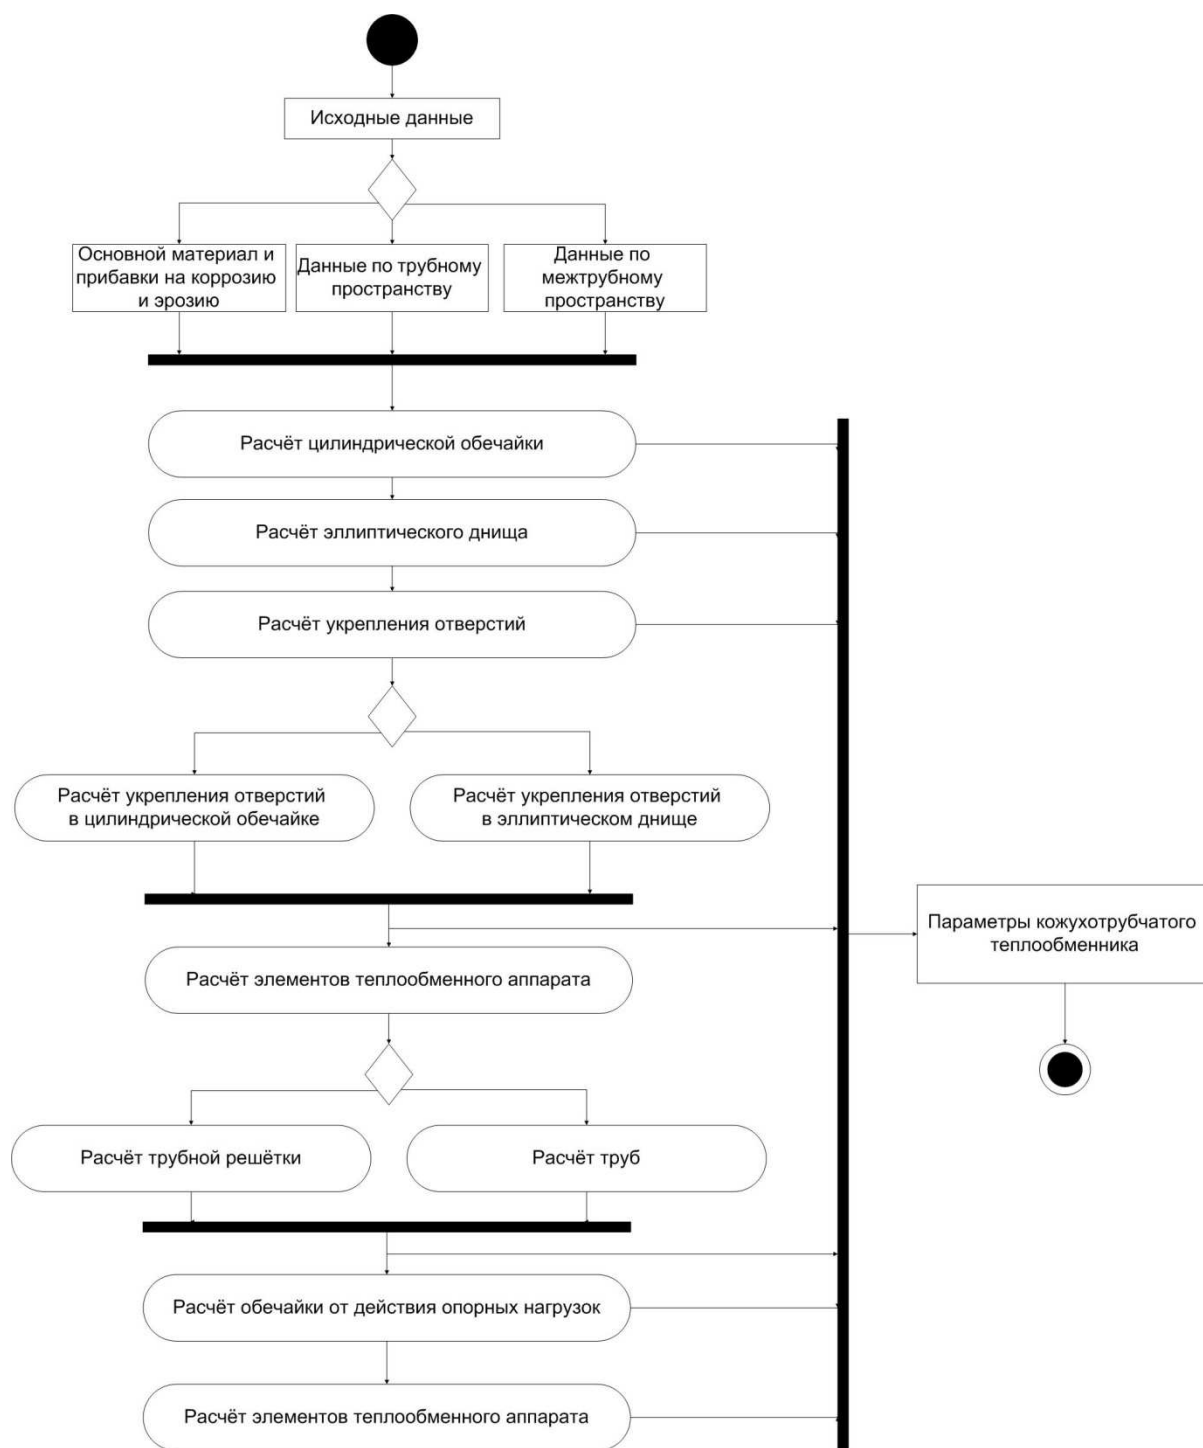 Исходные данные
Основной материал и
прибавки на коррозию
и эрозию
Данные по трубному
пространству
Данные по
межтрубному
пространству
Расчёт цилиндрической обечайки
Расчёт эллиптического днища
Расчёт укрепления отверстий
Расчёт укрепления отверстий
в цилиндрической обечайке
Расчёт укрепления отверстий
в эллиптическом днище
Параметры кожухотрубчатого
теплообменника
Расчёт элементов теплообменного аппарата
Расчёт трубной решётки
Расчёт труб
Расчёт обечайки от действия опорных нагрузок
Расчёт элементов теплообменного аппарата